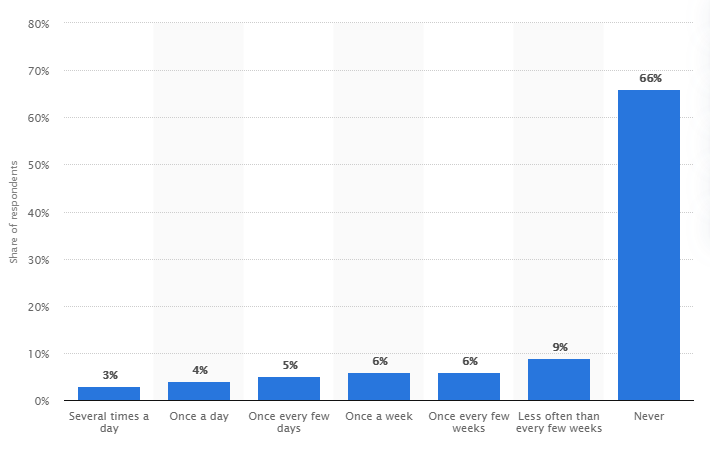 80%
70%
60%
50%
40%
30%
20%
10%
0%
Share of respondents
3%
4%
5%
6%
6%
9%
66%
Several times a
day
Once a day
Once every few
days
Once a week
Once every few
weeks
Less often than
every few weeks
Never